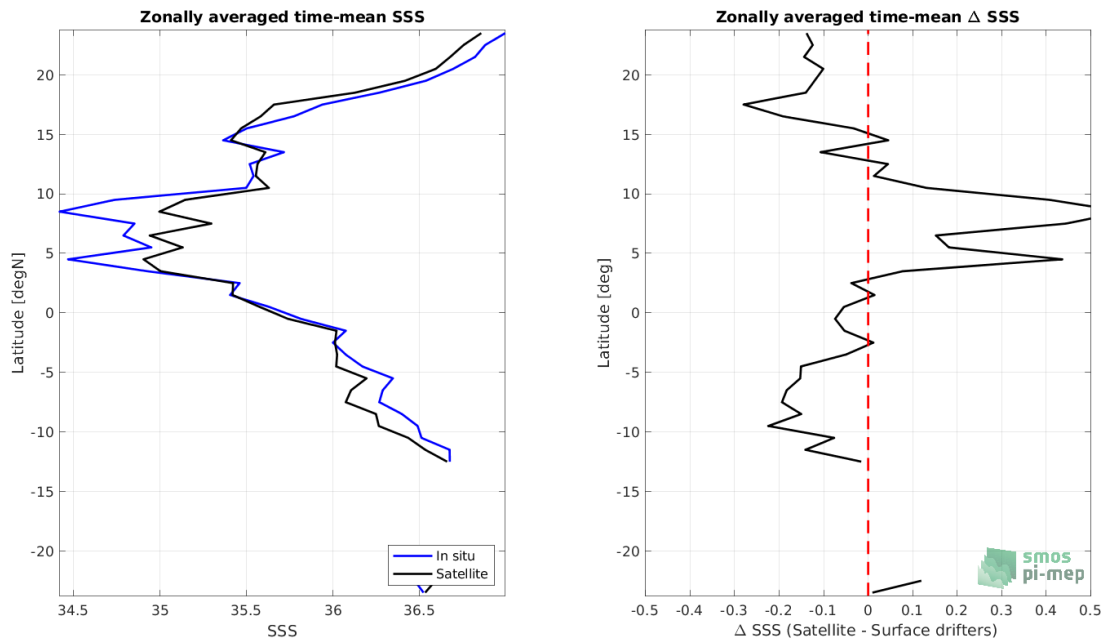 Zonally averaged time-mean SSS
Latitude [degN]
20
15
10
5
0
-5
-10
-15
-20
34.5 35 35.5 36 36.5
SSS
In situ
Satellite
Zonally averaged time-mean Δ SSS
Latitude [deg]
20
15
10
5
0
-5
-10
-15
-20
-0.5 -0.4 -0.3 -0.2 -0.1 0 0.1 0.2 0.3 0.4 0.5
Δ SSS (Satellite - Surface drifters)
smos
pi-mep